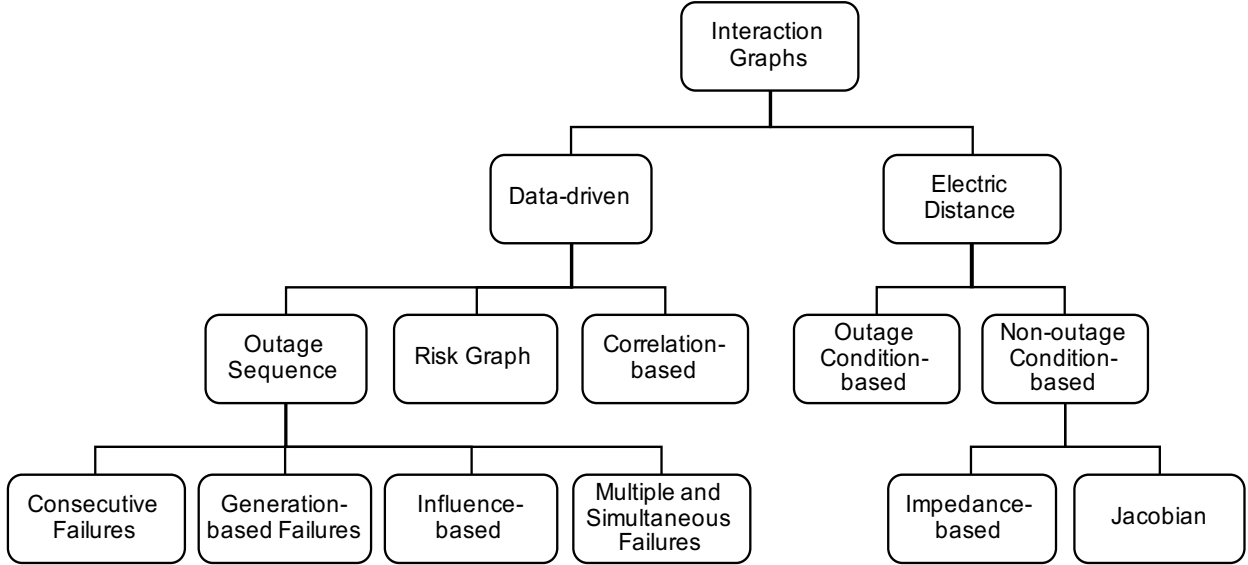 Interaction
Graphs
Data-driven
Electric
Distance
Outage
Sequence
Risk Graph
Correlation-
based
Outage
Condition-
based
Non-outage
Condition-
based
Consecutive
Failures
Generation-
based Failures
Influence-
based
Multiple and
Simultaneous
Failures
Impedance-
based
Jacobian